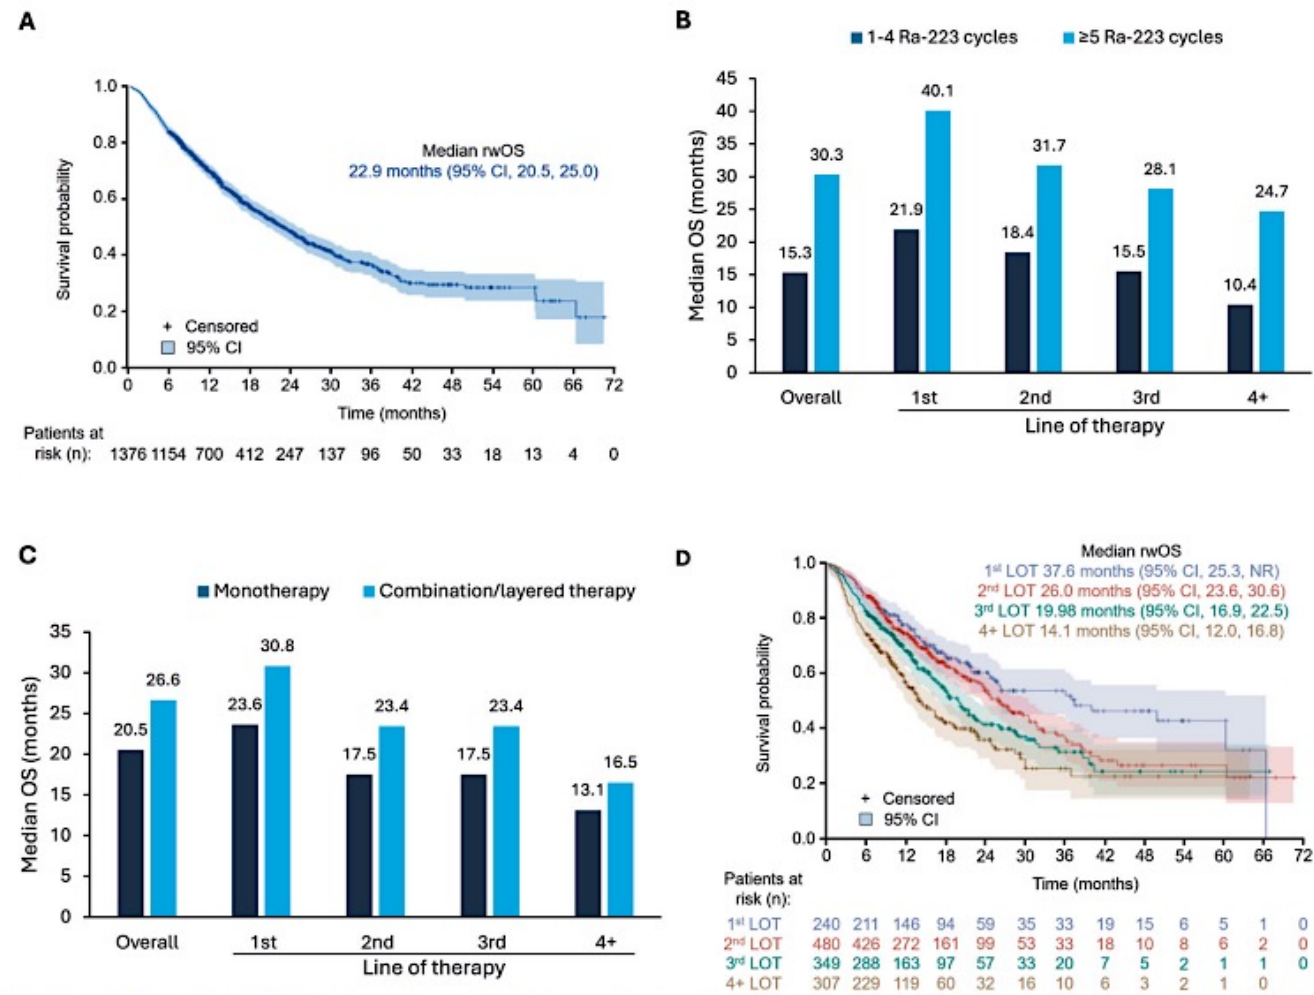 A
Median rwOS
22.9 months (95% CI, 20.5, 25.0)
Survival probability
1.0
0.8
0.6
0.4
0.2
0.0
+ Censored
95% CI
0 6 12 18 24 30 36 42 48 54 60 66 72
Time (months)
Patients at
risk (n): 1376 1154 700 412 247 137 96 50 33 18 13 4 0
B
1-4 Ra-223 cycles ≥5 Ra-223 cycles
Median OS (months)
45
40
35
30
25
20
15
10
5
0
15.3 30.3 21.9 40.1 18.4 31.7 15.5 28.1 10.4 24.7
Overall 1st 2nd 3rd 4+
Line of therapy
C
Monotherapy Combination/layered therapy
Median OS (months)
35
30
25
20
15
10
5
0
20.5 26.6 23.6 30.8 17.5 23.4 17.5 23.4 13.1 16.5
Overall 1st 2nd 3rd 4+
Line of therapy
D
Median rwOS
1st LOT 37.6 months (95% CI, 25.3, NR)
2nd LOT 26.0 months (95% CI, 23.6, 30.6)
3rd LOT 19.98 months (95% CI, 16.9, 22.5)
4+ LOT 14.1 months (95% CI, 12.0, 16.8)
Survival probability
1.0
0.8
0.6
0.4
0.2
0.0
+ Censored
95% CI
0 6 12 18 24 30 36 42 48 54 60 66 72
Time (months)
Patients at
risk (n):
1st LOT 240 211 146 94 59 35 33 19 15 6 5 1 0
2nd LOT 480 426 272 161 99 53 33 18 10 8 6 2 0
3rd LOT 349 288 163 97 57 33 20 7 5 2 1 1 0
4+ LOT 307 229 119 60 32 16 10 6 3 2 1 0